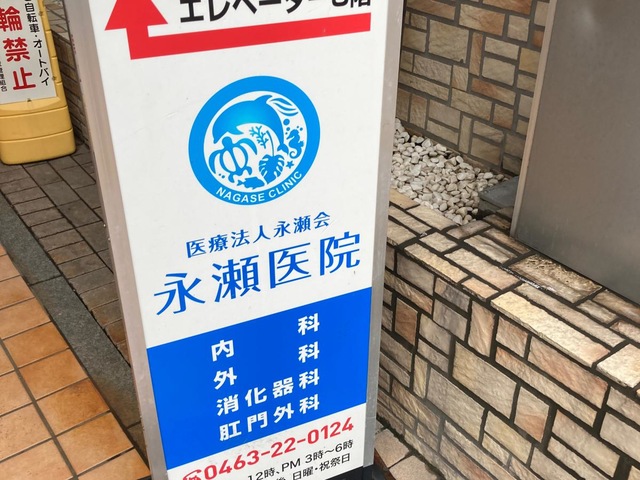 自転車・オートバイ
輪禁止
エレベーター
NAGASE CLINIC
医療法人永瀬会
永瀬医院
内科
外科
消化器科
肛門外科
0463-22-0124
12時、PM 3時～6時
日曜・祝祭日